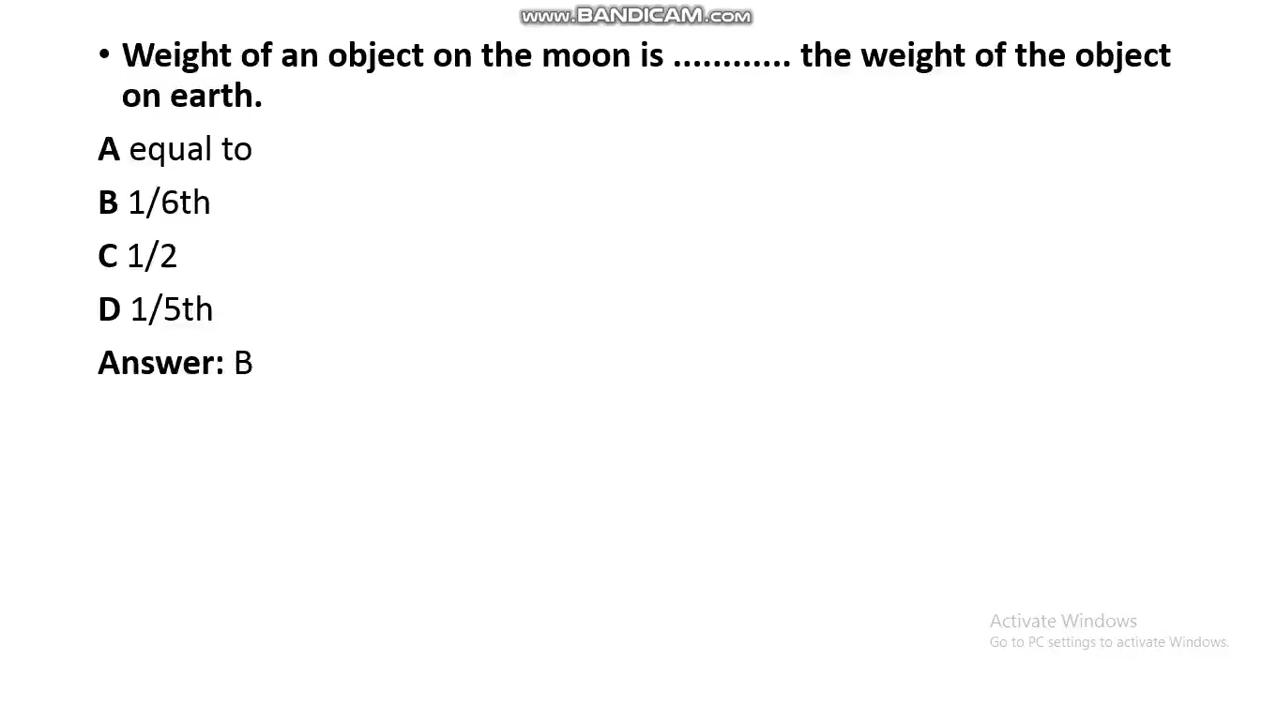 www.BANDICAM.com
• Weight of an object on the moon is ............ the weight of the object
on earth.
A equal to
B 1/6th
C 1/2
D 1/5th
Answer: B
Activate Windows
Go to PC settings to activate Windows.